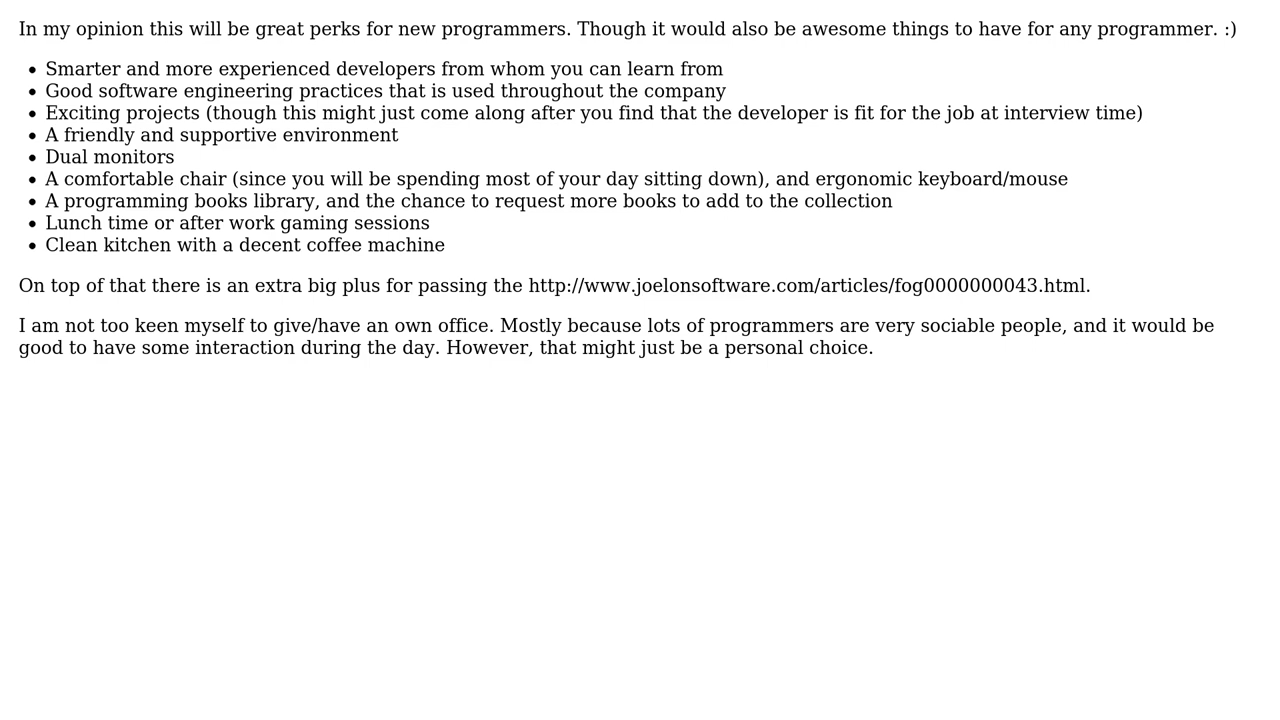 In my opinion this will be great perks for new programmers. Though it would also be awesome things to have for any programmer. :)
• Smarter and more experienced developers from whom you can learn from
• Good software engineering practices that is used throughout the company
• Exciting projects (though this might just come along after you find that the developer is fit for the job at interview time)
• A friendly and supportive environment
• Dual monitors
• A comfortable chair (since you will be spending most of your day sitting down), and ergonomic keyboard/mouse
• A programming books library, and the chance to request more books to add to the collection
• Lunch time or after work gaming sessions
• Clean kitchen with a decent coffee machine
On top of that there is an extra big plus for passing the http://www.joelonsoftware.com/articles/fog0000000043.html.
I am not too keen myself to give/have an own office. Mostly because lots of programmers are very sociable people, and it would be
good to have some interaction during the day. However, that might just be a personal choice.